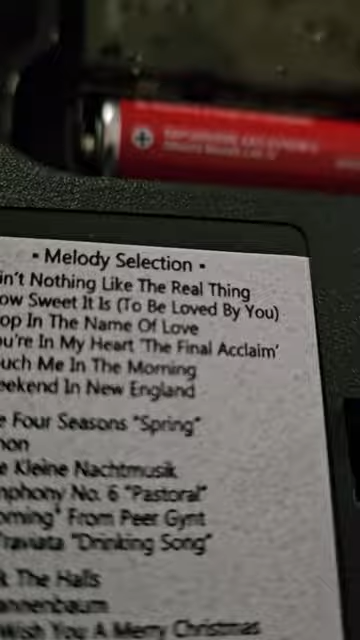 • Melody Selection •
in't Nothing Like The Real Thing
ow Sweet It Is (To Be Loved By You)
op In The Name Of Love
ou're In My Heart 'The Final Acclaim'
ouch Me In The Morning
eekend In New England
e Four Seasons "Spring"
non
e Kleine Nachtmusik
mphony No. 6 "Pastoral"
orning" From Peer Gynt
Traviata "Drinking Song"
k The Halls
annenbaum
Wish You A Merry Christmas